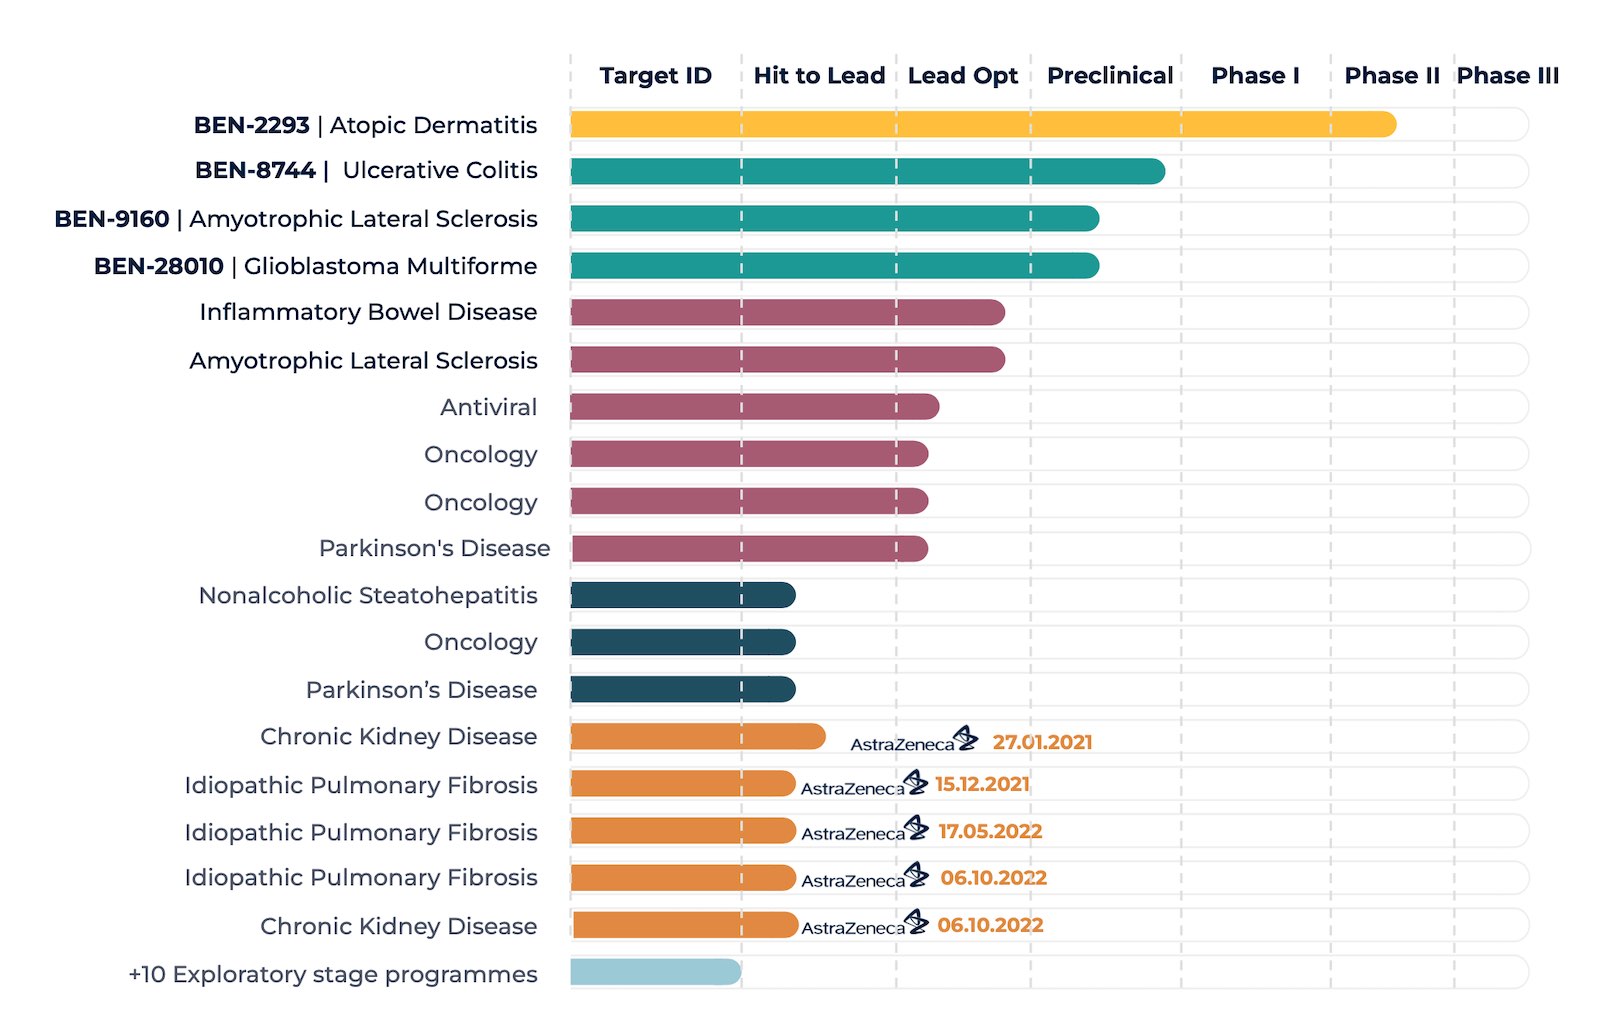 Target ID Hit to Lead Lead Opt Preclinical Phase I Phase II Phase III
BEN-2293 | Atopic Dermatitis
BEN-8744 | Ulcerative Colitis
BEN-9160 | Amyotrophic Lateral Sclerosis
BEN-28010 | Glioblastoma Multiforme
Inflammatory Bowel Disease
Amyotrophic Lateral Sclerosis
Antiviral
Oncology
Oncology
Parkinson's Disease
Nonalcoholic Steatohepatitis
Oncology
Parkinson’s Disease
Chronic Kidney Disease AstraZeneca 27.01.2021
Idiopathic Pulmonary Fibrosis AstraZeneca 15.12.2021
Idiopathic Pulmonary Fibrosis AstraZeneca 17.05.2022
Idiopathic Pulmonary Fibrosis AstraZeneca 06.10.2022
Chronic Kidney Disease AstraZeneca 06.10.2022
+10 Exploratory stage programmes